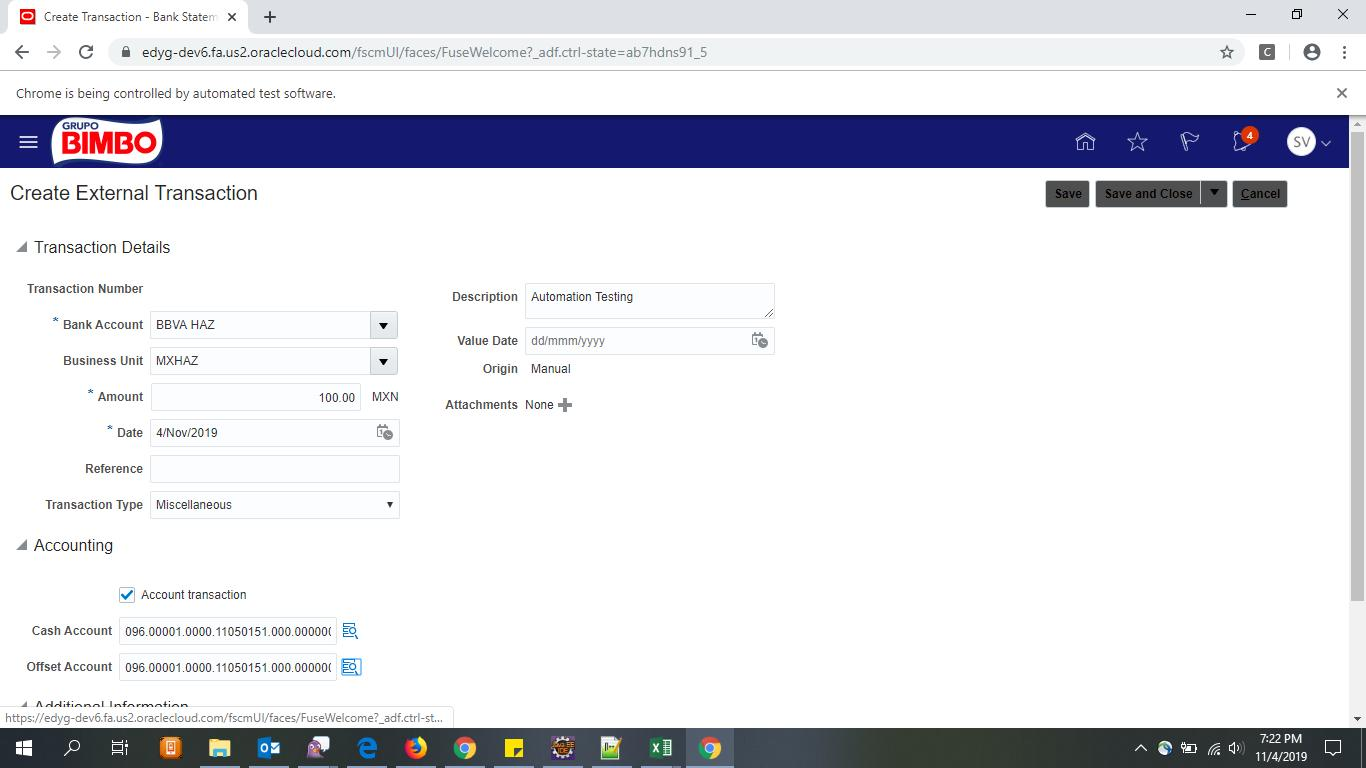 Create Transaction - Bank Statem
edyg-dev6.fa.us2.oraclecloud.com/fscmUI/faces/FuseWelcome?_adf.ctrl-state=ab7hdns91_5
C
Chrome is being controlled by automated test software.
GRUPO
BIMBO
4
SV
Create External Transaction
Save
Save and Close
Cancel
Transaction Details
Transaction Number
* Bank Account BBVA HAZ
Business Unit MXHAZ
* Amount 100.00 MXN
* Date 4/Nov/2019
Reference
Transaction Type Miscellaneous
Description Automation Testing
Value Date dd/mmm/yyyy
Origin Manual
Attachments None
Accounting
Account transaction
Cash Account 096.00001.0000.11050151.000.000000
Offset Account 096.00001.0000.11050151.000.000000
Additional Information
https://edyg-dev6.fa.us2.oraclecloud.com/fscmUI/faces/FuseWelcome?_adf.ctrl-st...
7:22 PM
11/4/2019